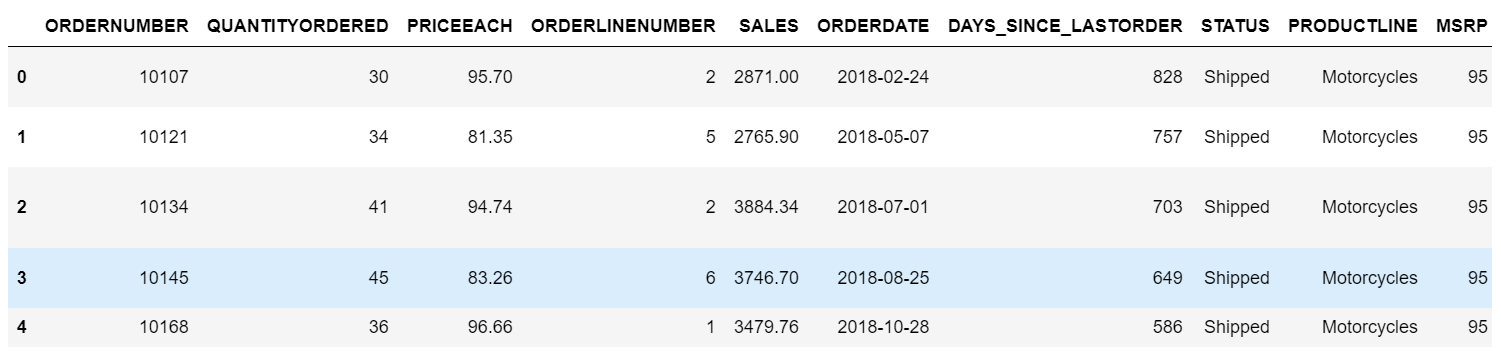 ORDERNUMBER QUANTITYORDERED PRICEEACH ORDERLINENUMBER SALES ORDERDATE DAYS_SINCE_LASTORDER STATUS PRODUCTLINE MSRP
0 10107 30 95.70 2 2871.00 2018-02-24 828 Shipped Motorcycles 95
1 10121 34 81.35 5 2765.90 2018-05-07 757 Shipped Motorcycles 95
2 10134 41 94.74 2 3884.34 2018-07-01 703 Shipped Motorcycles 95
3 10145 45 83.26 6 3746.70 2018-08-25 649 Shipped Motorcycles 95
4 10168 36 96.66 1 3479.76 2018-10-28 586 Shipped Motorcycles 95